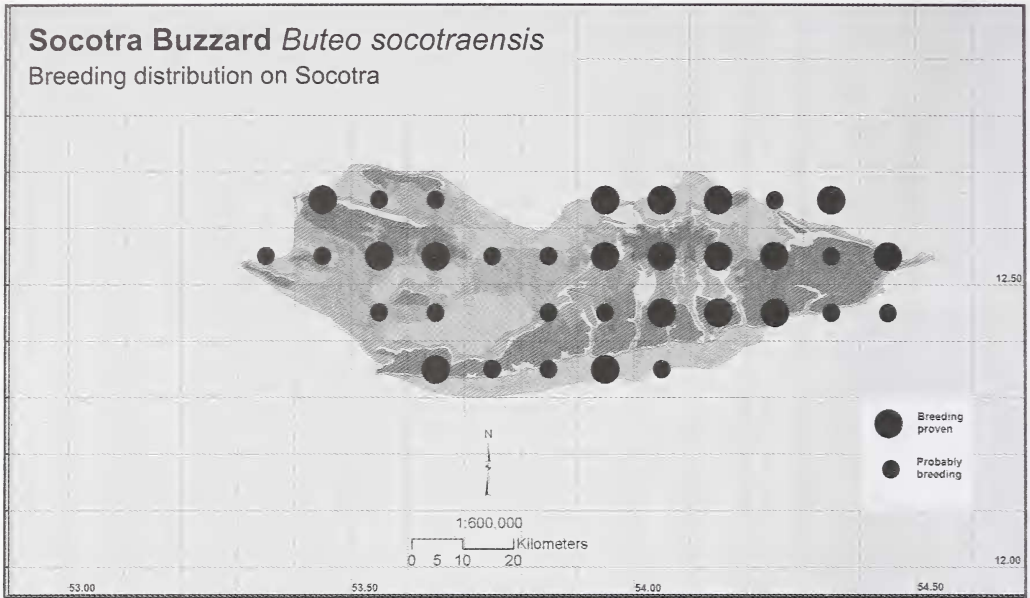 Socotra Buzzard Buteo socotraensis
Breeding distribution on Socotra
12.50
Breeding
proven
Probably
breeding
N
1:600,000
Kilometers
0 5 10 20
12.00
53.00 53.50 54.00 54.50